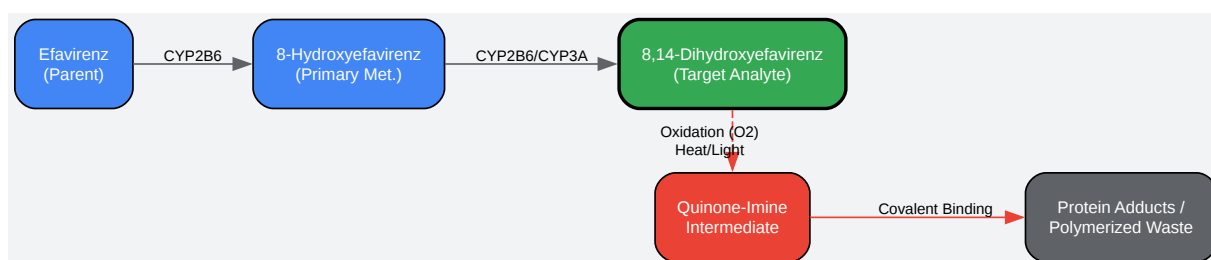 Efavirenz
(Parent)
CYP2B6
8-Hydroxyefavirenz
(Primary Met.)
CYP2B6/CYP3A
8,14-Dihydroxyefavirenz
(Target Analyte)
Oxidation (O2)
Heat/Light
Quinone-Imine
Intermediate
Covalent Binding
Protein Adducts /
Polymerized Waste